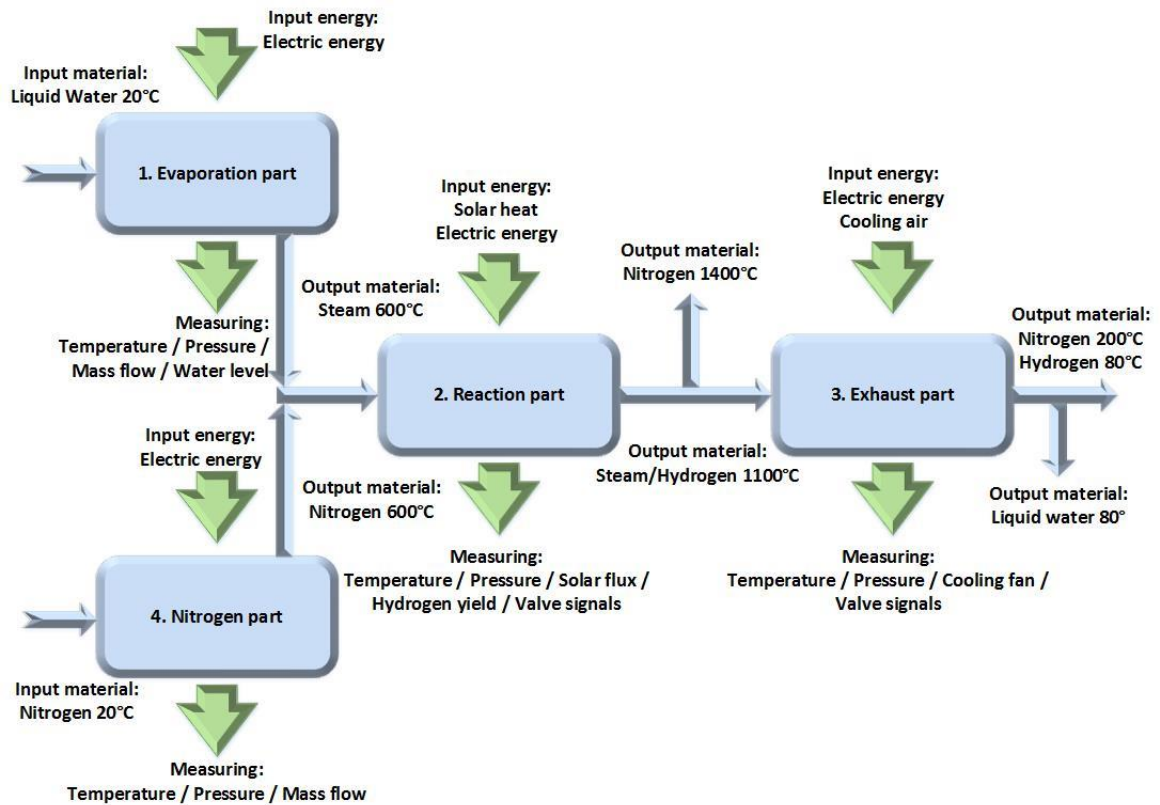 Input energy:
Electric energy
Input material:
Liquid Water 20°C
1. Evaporation part
Measuring:
Temperature / Pressure /
Mass flow / Water level
Output material:
Steam 600°C
Input energy:
Solar heat
Electric energy
Output material:
Nitrogen 1400°C
Input energy:
Electric energy
Cooling air
Output material:
Nitrogen 200°C
Hydrogen 80°C
2. Reaction part
3. Exhaust part
Input energy:
Electric energy
Output material:
Nitrogen 600°C
Output material:
Steam/Hydrogen 1100°C
Output material:
Liquid water 80°
Measuring:
Temperature / Pressure / Solar flux /
Hydrogen yield / Valve signals
Measuring:
Temperature / Pressure / Cooling fan /
Valve signals
4. Nitrogen part
Input material:
Nitrogen 20°C
Measuring:
Temperature / Pressure / Mass flow